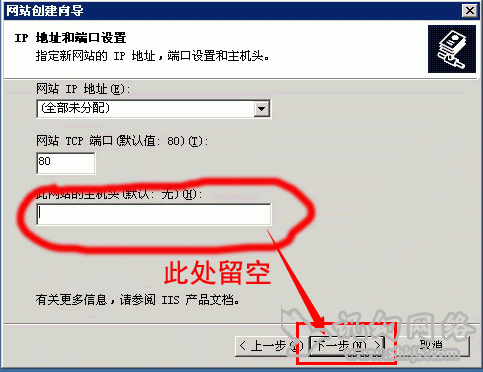 网站创建向导
IP 地址和端口设置
指定新网站的 IP 地址，端口设置和主机头。
网站 IP 地址(E):
(全部未分配)
网站 TCP 端口(默认值: 80)(T):
80
此网站的主机头(默认: 无)(H):
此处留空
有关更多信息，请参阅 IIS 产品文档。
< 上一步(B) 下一步(N) > 取消